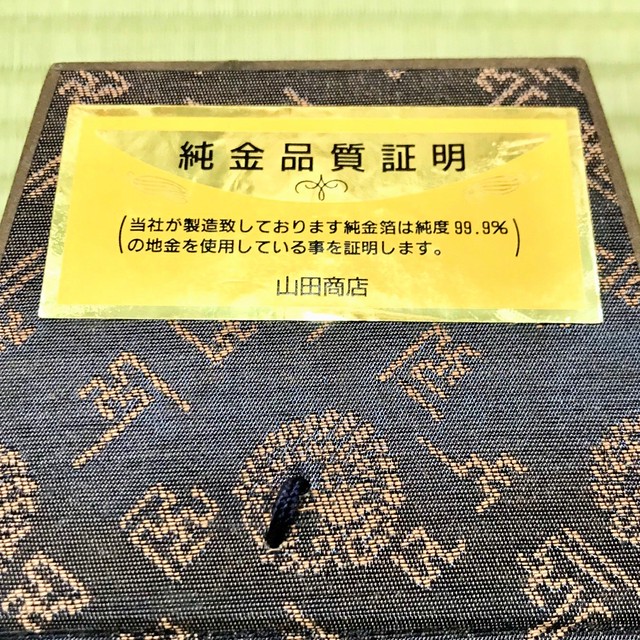 純金品質証明
(当社が製造致しております純金箔は純度99.9%
の地金を使用している事を証明します。)
山田商店